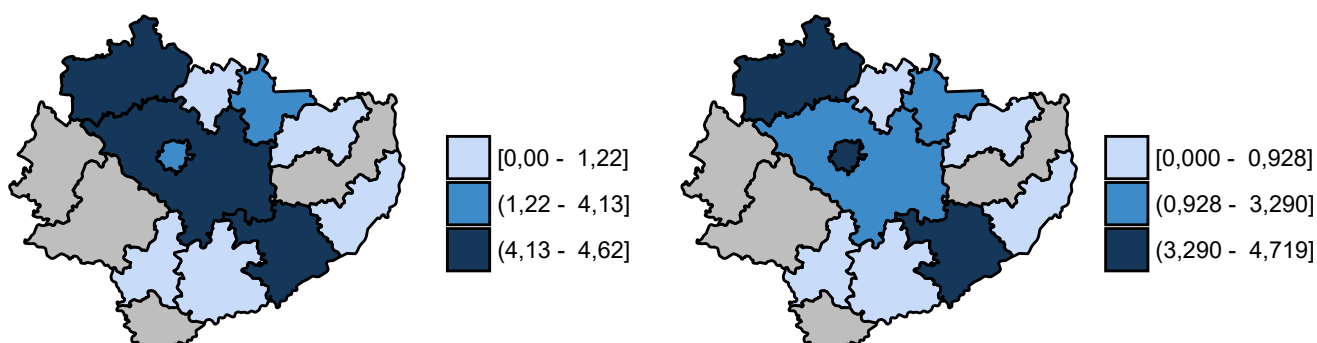 [0,00 -  1,22]
(1,22 -  4,13]
(4,13 -  4,62]
[0,000 -  0,928]
(0,928 -  3,290]
(3,290 -  4,719]